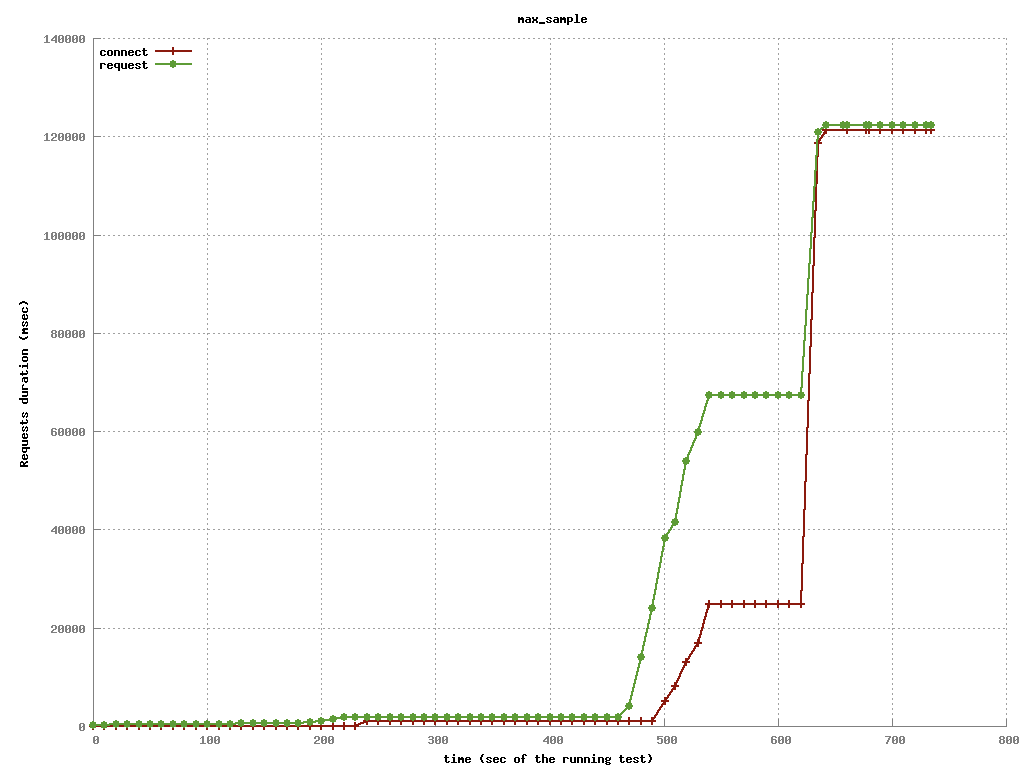 max_sample
140000
connect
request
120000
100000
80000
60000
40000
20000
0
0 100 200 300 400 500 600 700 800
Requests duration (msec)
time (sec of the running test)